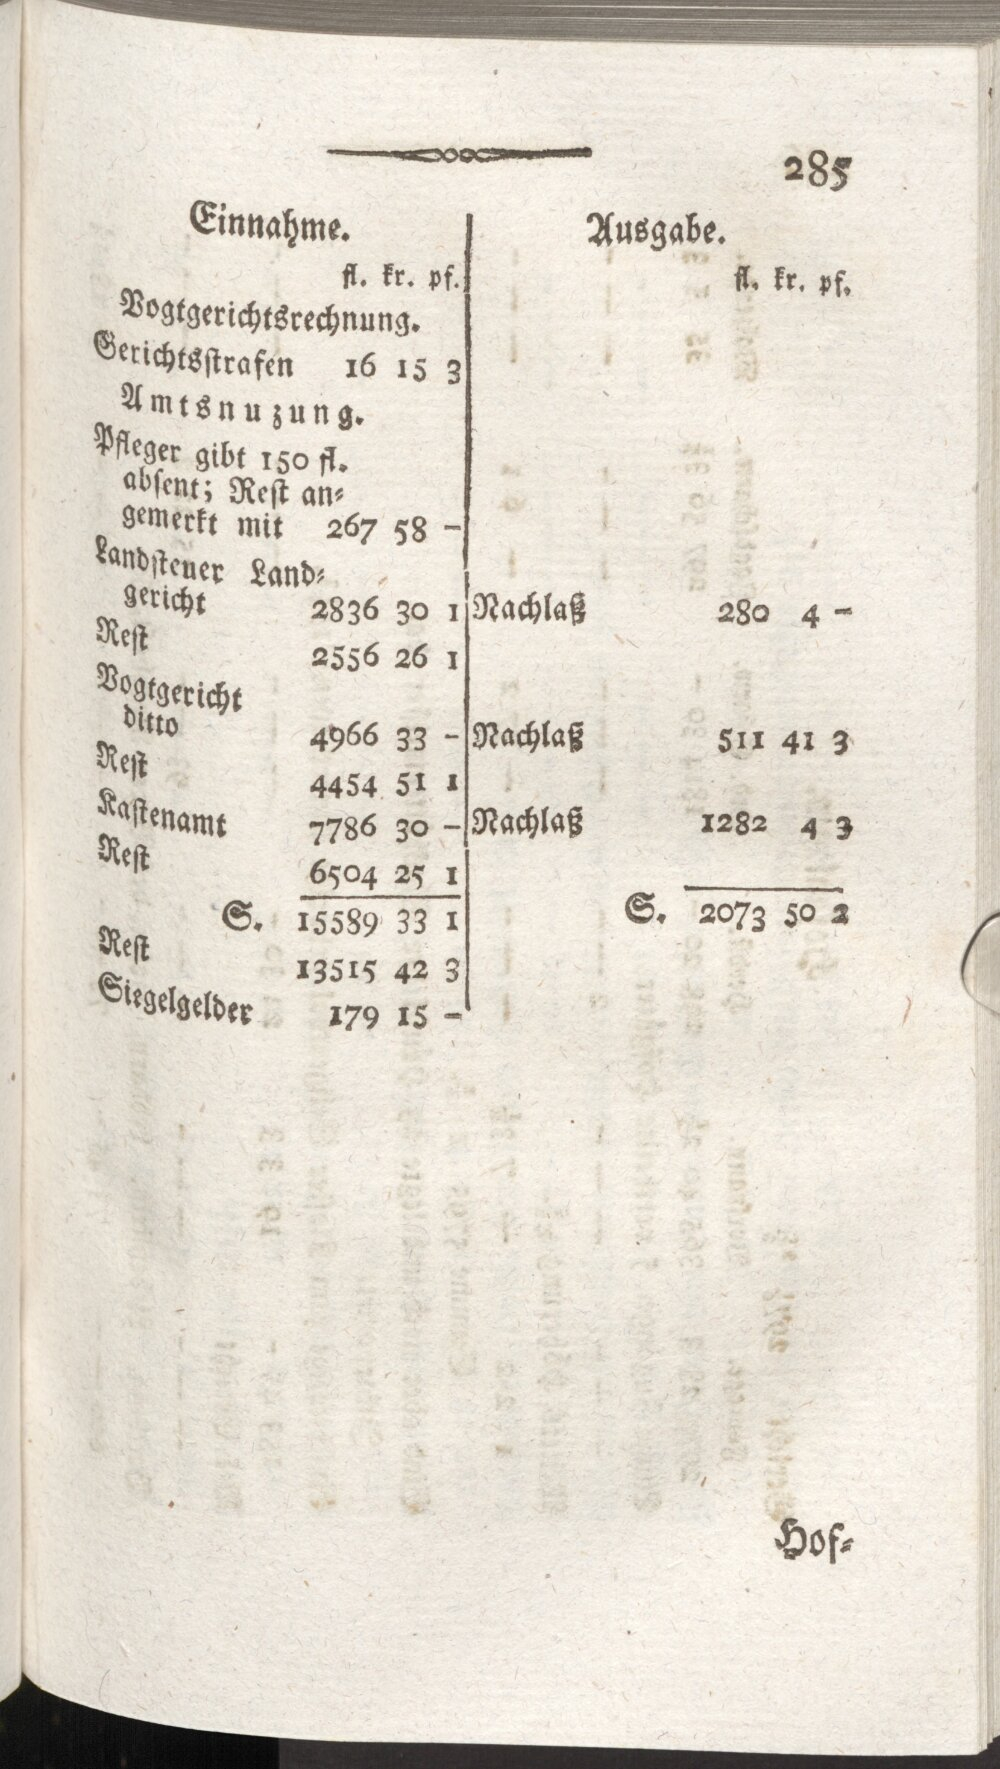 285
Einnahme.
fl. kr. pf.
Vogtgerichtsrechnung.
Gerichtsstrafen 16 15 3
Amtsnuzung.
Pfleger gibt 150 fl.
absent; Rest an⸗
gemerkt mit 267 58 –
Landsteuer Land⸗
gericht 2836 30 1
Rest 2556 26 1
Vogtgericht
ditto 4966 33 –
Rest 4454 51 1
Kastenamt 7786 30 –
Rest 6504 25 1
S. 15589 33 1
Rest 13515 42 3
Siegelgelder 179 15 –
Ausgabe.
fl. kr. pf.
Nachlaß 280 4 –
Nachlaß 511 41 3
Nachlaß 1282 4 3
S. 2073 50 2
Hof⸗